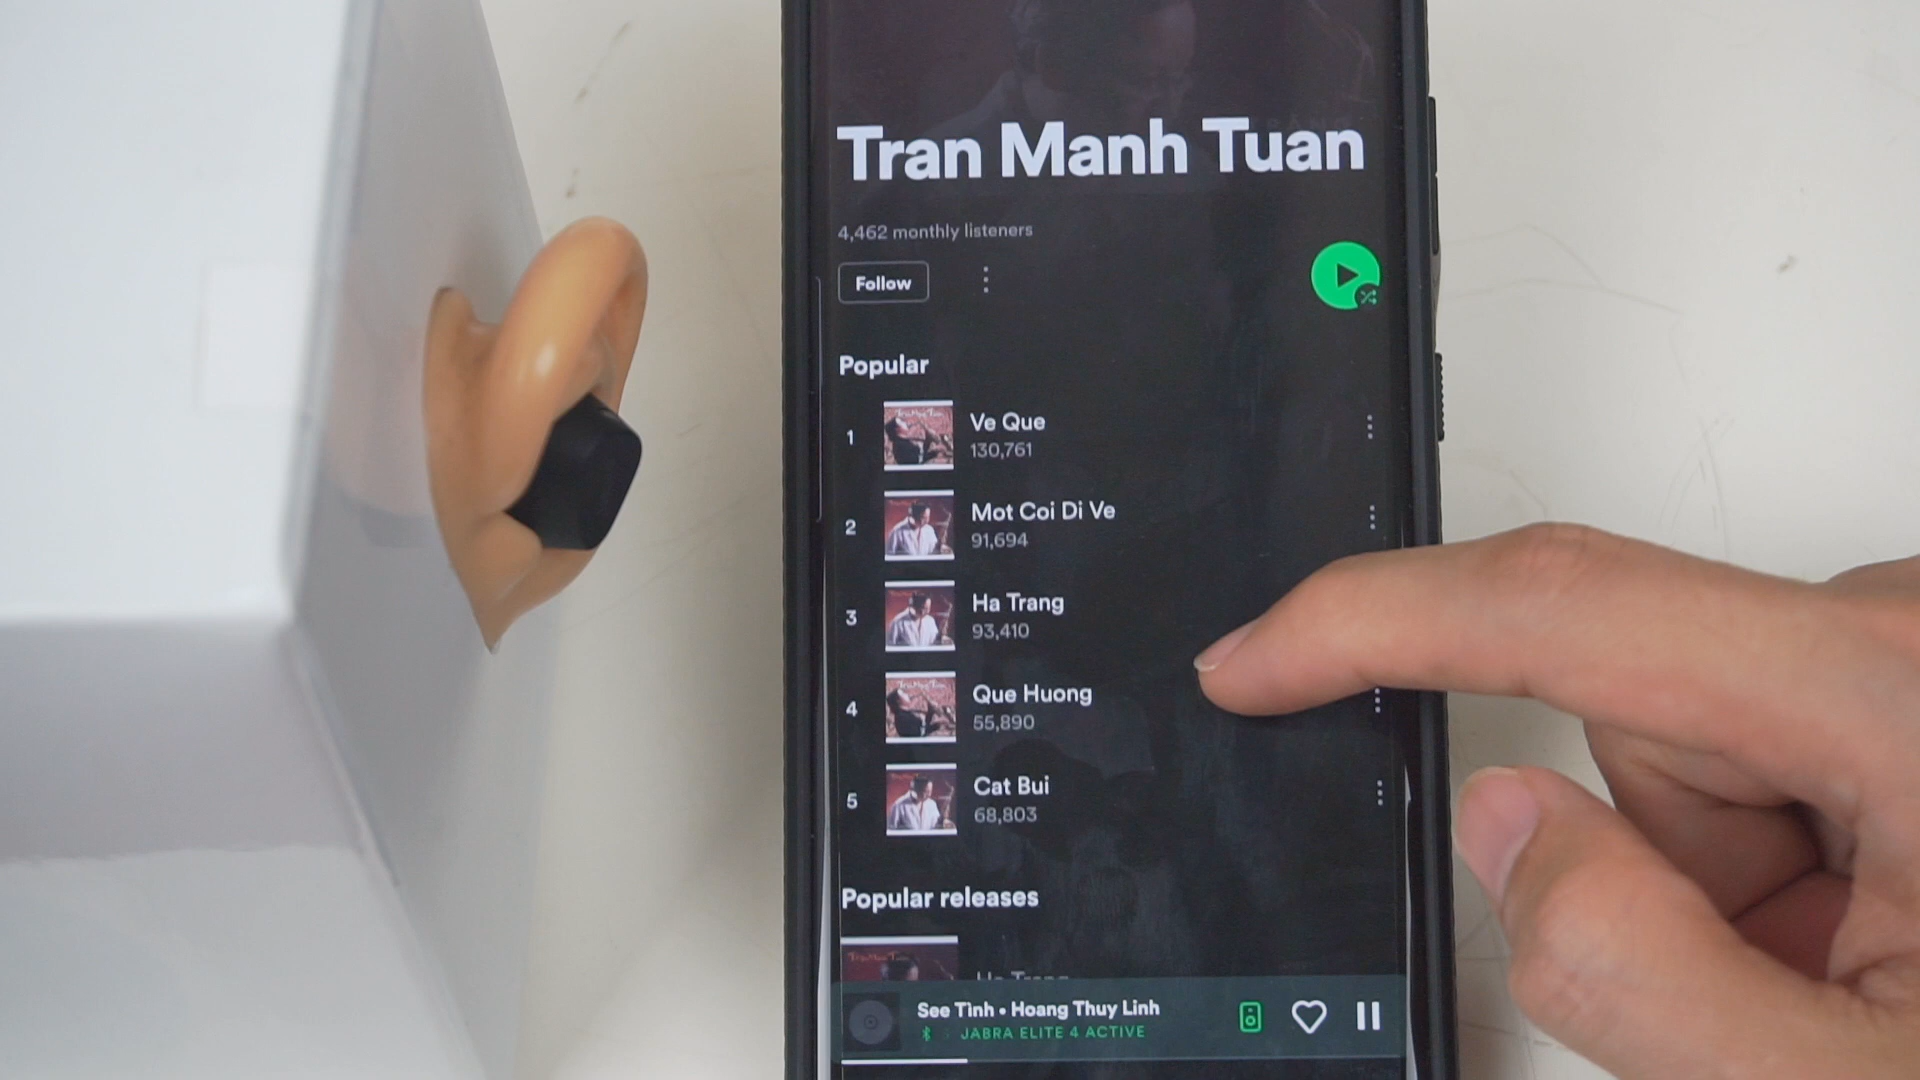 Tran Manh Tuan
4,462 monthly listeners
Follow
Popular
1
Ve Que
130,761
2
Mot Coi Di Ve
91,694
3
Ha Trang
93,410
4
Que Huong
55,890
5
Cat Bui
68,803
Popular releases
Ha Trang
See Tình • Hoang Thuy Linh
JABRA ELITE 4 ACTIVE